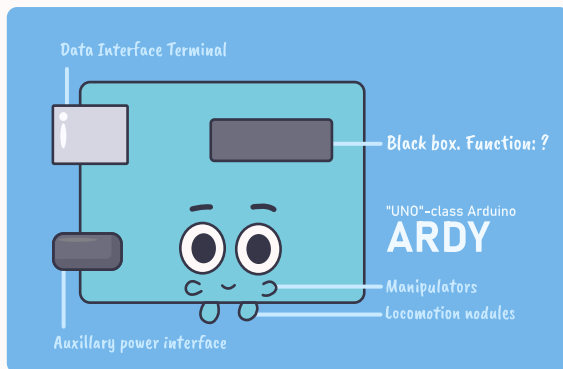 Data Interface Terminal
Black box. Function: ?
"UNO"-class Arduino
ARDY
Manipulators
Locomotion nodules
Auxillary power interface